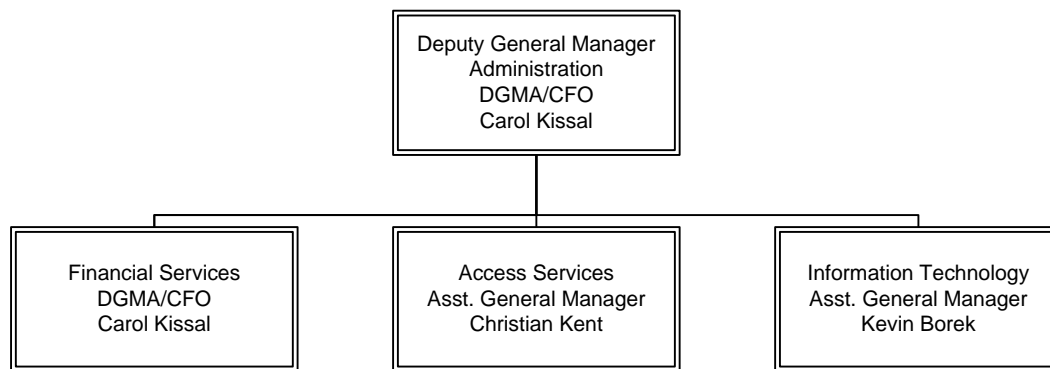 Deputy General Manager
Administration
DGMA/CFO
Carol Kissal
Financial Services
DGMA/CFO
Carol Kissal
Access Services
Asst. General Manager
Christian Kent
Information Technology
Asst. General Manager
Kevin Borek